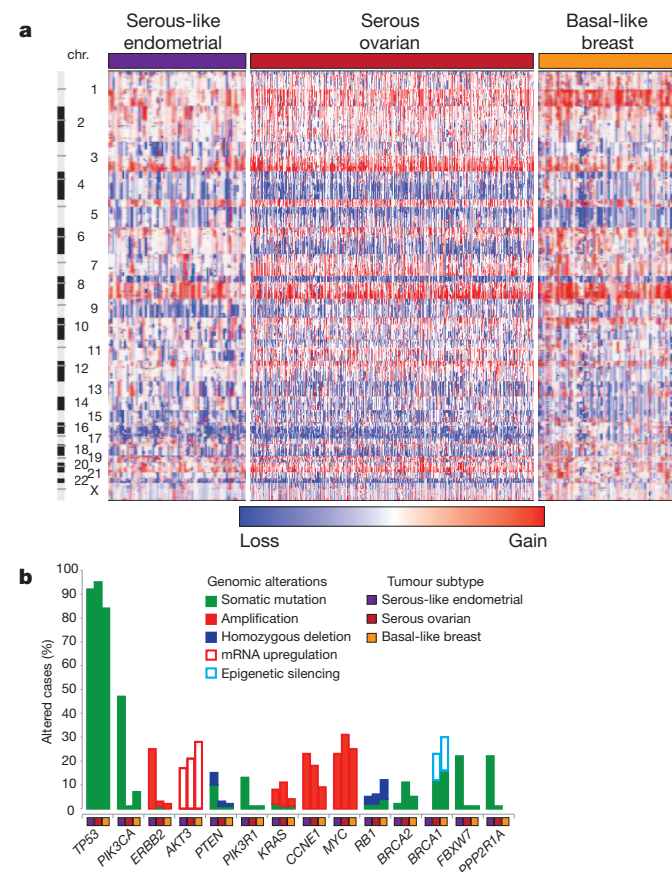 a
Serous-like
endometrial
Serous
ovarian
Basal-like
breast
chr.
1
2
3
4
5
6
7
8
9
10
11
12
13
14
15
16
17
18
19
20
21
22
X
Loss
Gain
b
Altered cases (%)
100
90
80
70
60
50
40
30
20
10
0
Genomic alterations
Somatic mutation
Amplification
Homozygous deletion
mRNA upregulation
Epigenetic silencing
Tumour subtype
Serous-like endometrial
Serous ovarian
Basal-like breast
TP53
PIK3CA
ERBB2
AKT3
PTEN
PIK3R1
KRAS
CCNE1
MYC
RB1
BRCA2
BRCA1
FBXW7
PPP2R1A